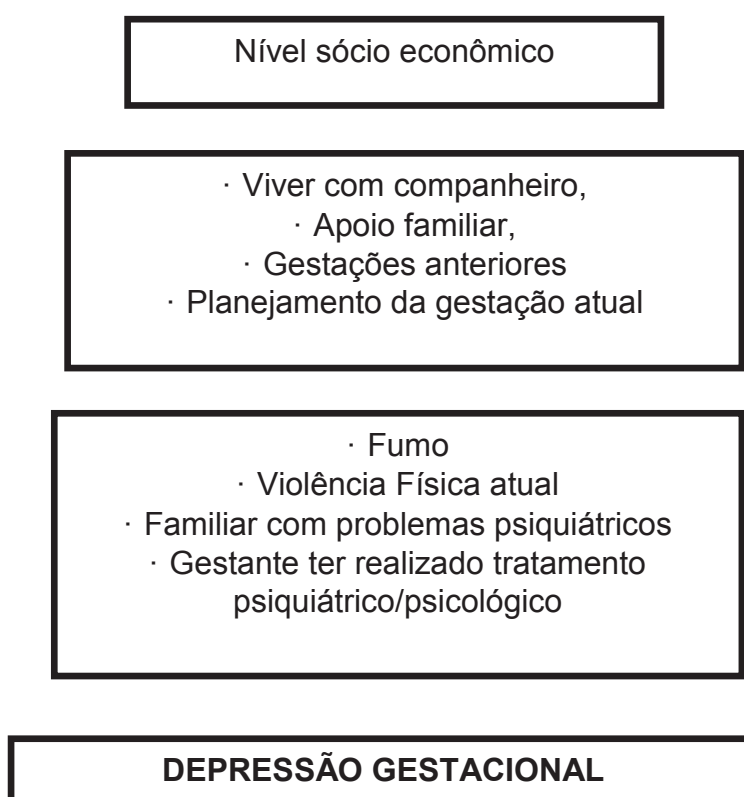 Nível sócio econômico
· Viver com companheiro,
· Apoio familiar,
· Gestações anteriores
· Planejamento da gestação atual
· Fumo
· Violência Física atual
· Familiar com problemas psiquiátricos
· Gestante ter realizado tratamento
psiquiátrico/psicológico
DEPRESSÃO GESTACIONAL